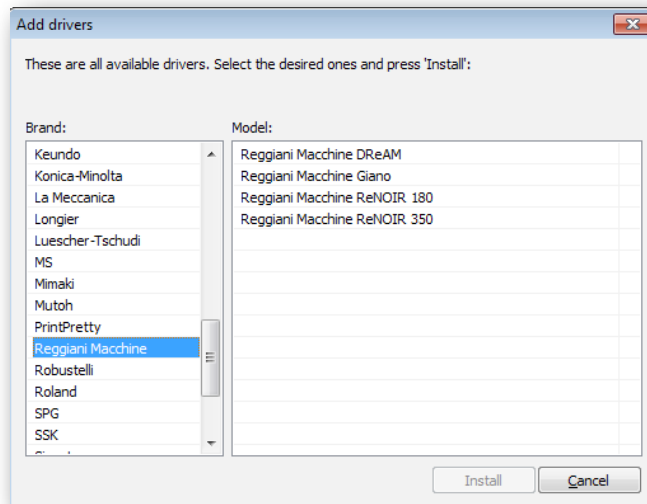 Add drivers
These are all available drivers. Select the desired ones and press 'Install':
Brand:
Keundo
Konica-Minolta
La Meccanica
Longier
Luescher-Tschudi
MS
Mimaki
Mutoh
PrintPretty
Reggiani Macchine
Robustelli
Roland
SPG
SSK
Model:
Reggiani Macchine DReAM
Reggiani Macchine Giano
Reggiani Macchine ReNOIR 180
Reggiani Macchine ReNOIR 350
Install
Cancel